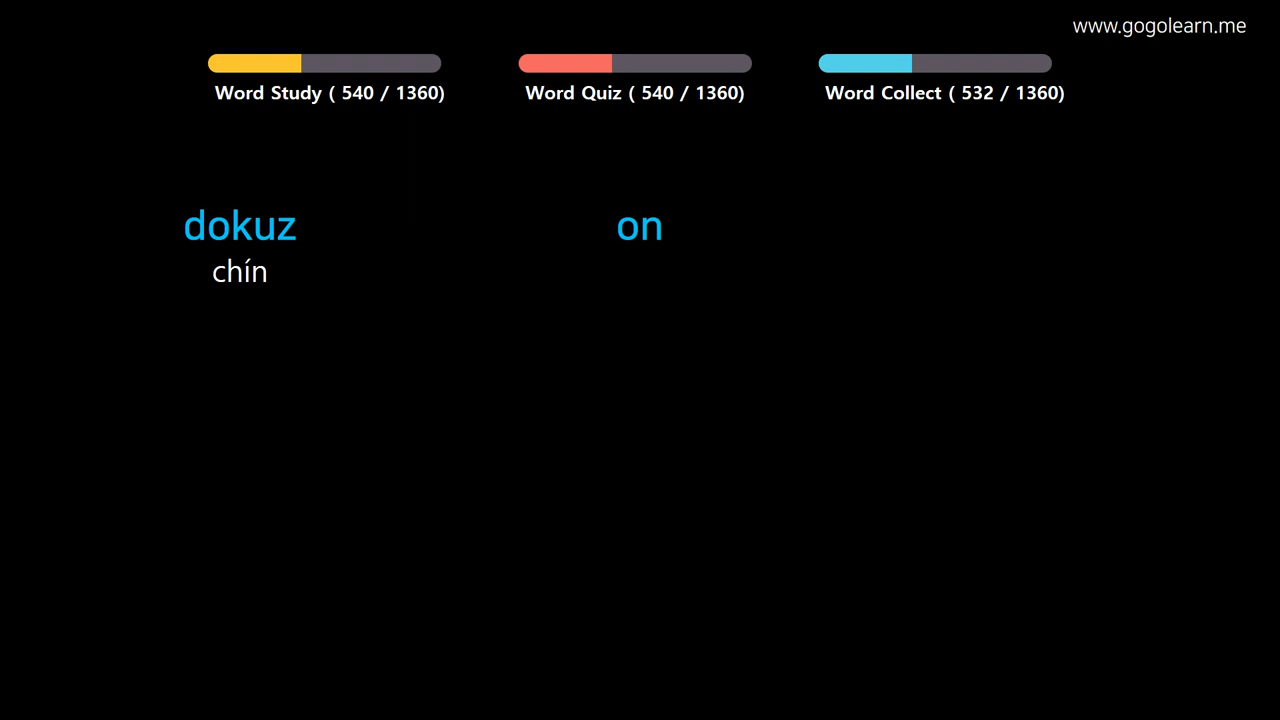 www.gogolearn.me
Word Study ( 540 / 1360)
Word Quiz ( 540 / 1360)
Word Collect ( 532 / 1360)
dokuz
on
chín